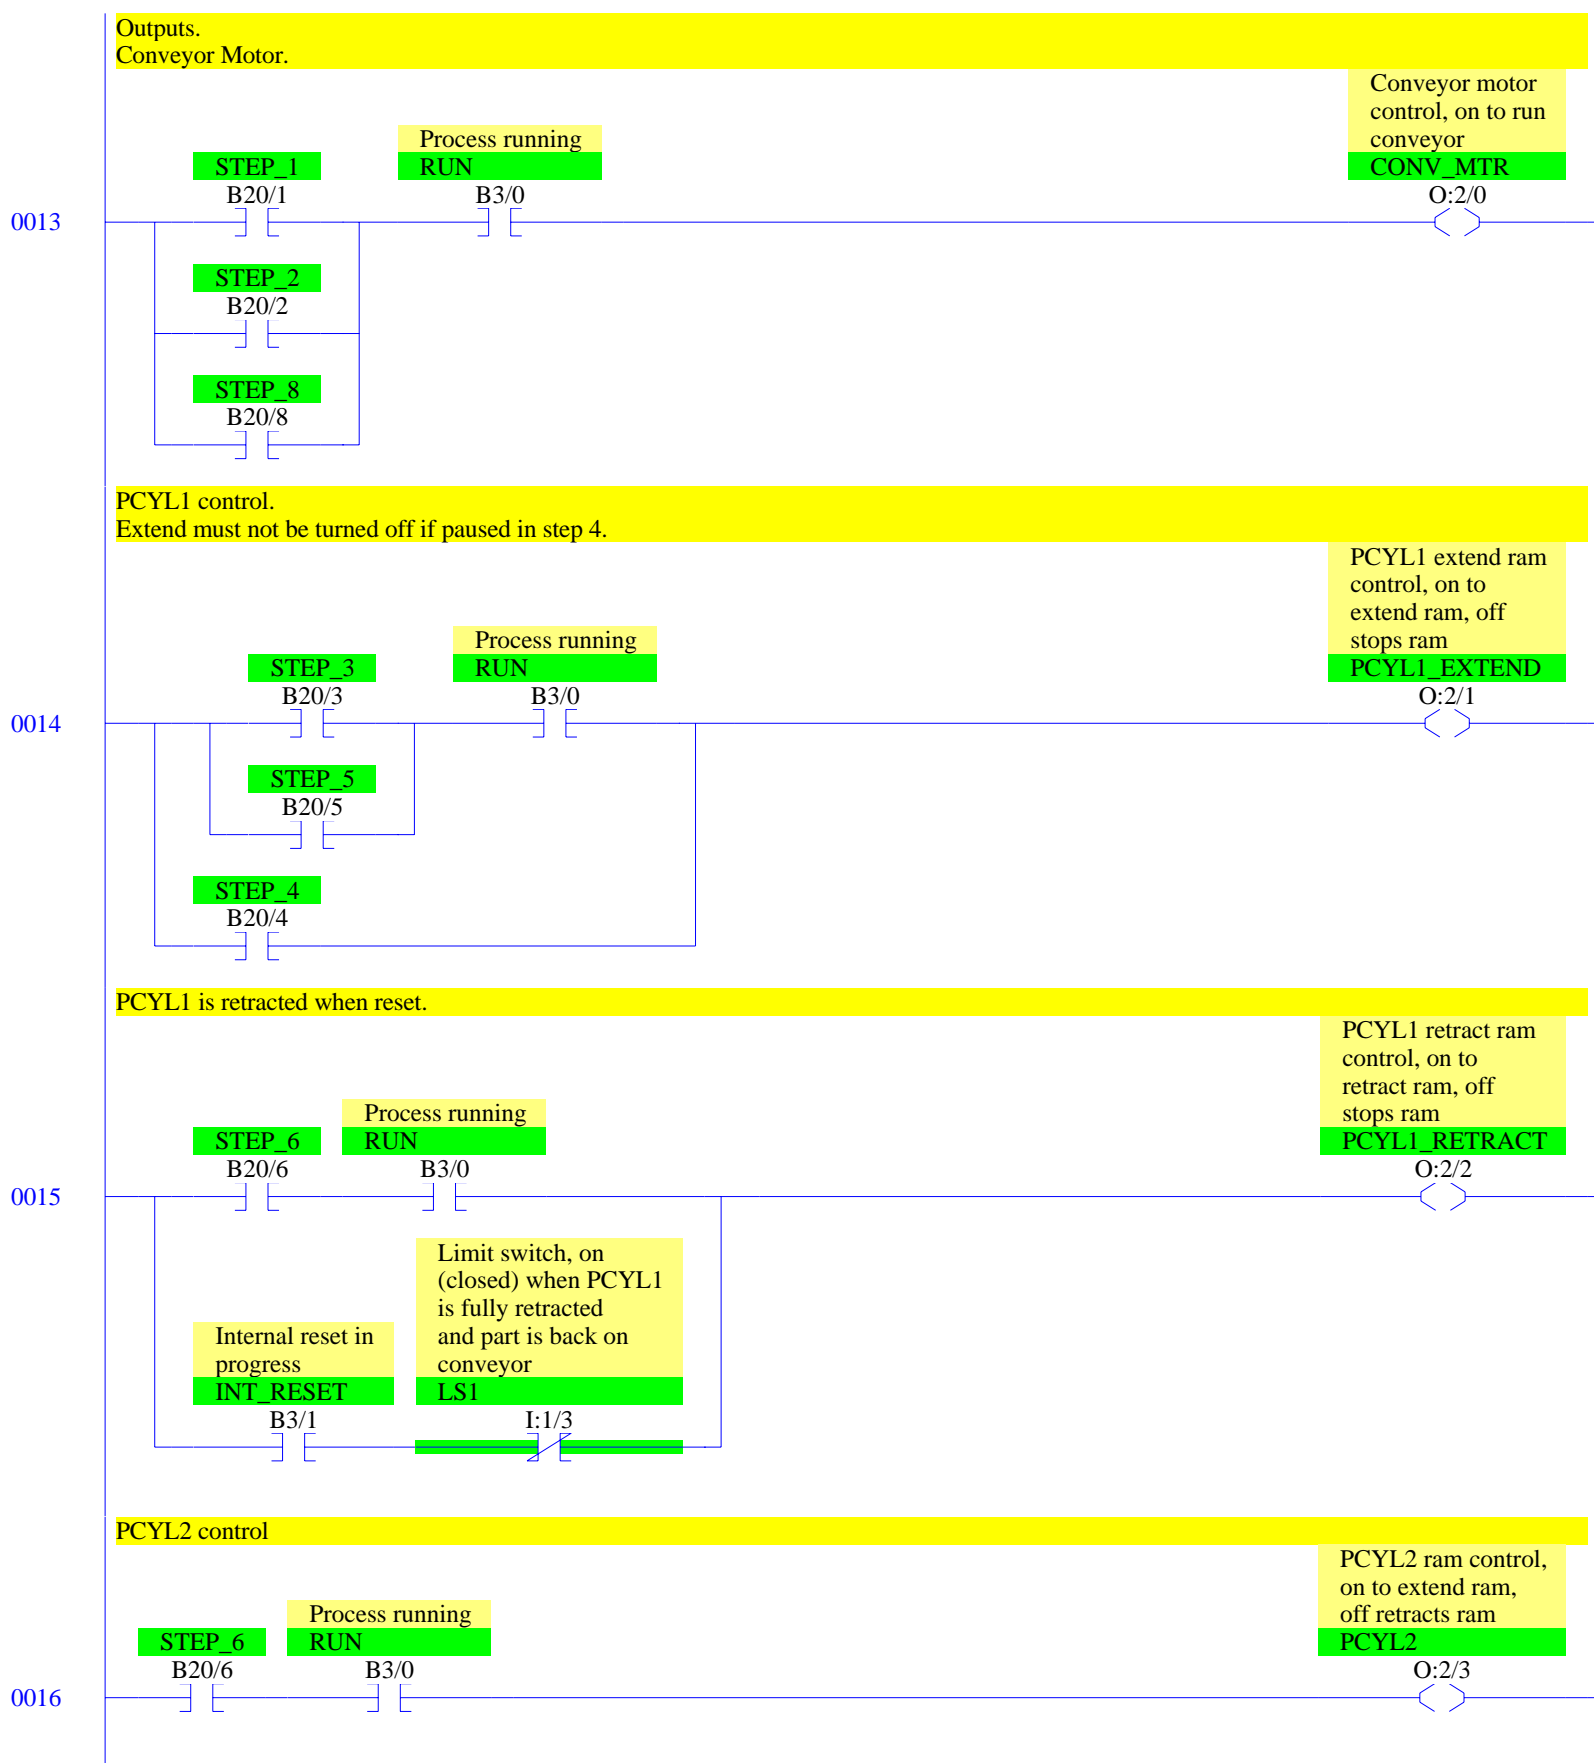 Outputs.
Conveyor Motor.
Conveyor motor
control, on to run
conveyor
CONV_MTR
O:2/0
Process running
RUN
B3/0
STEP_1
B20/1
0013
STEP_2
B20/2
STEP_8
B20/8
PCYL1 control.
Extend must not be turned off if paused in step 4.
PCYL1 extend ram
control, on to
extend ram, off
stops ram
PCYL1_EXTEND
O:2/1
Process running
RUN
B3/0
STEP_3
B20/3
0014
STEP_5
B20/5
STEP_4
B20/4
PCYL1 is retracted when reset.
PCYL1 retract ram
control, on to
retract ram, off
stops ram
PCYL1_RETRACT
O:2/2
Process running
RUN
B3/0
STEP_6
B20/6
0015
Limit switch, on
(closed) when PCYL1
is fully retracted
and part is back on
conveyor
LS1
I:1/3
Internal reset in
progress
INT_RESET
B3/1
PCYL2 control
PCYL2 ram control,
on to extend ram,
off retracts ram
PCYL2
O:2/3
Process running
RUN
B3/0
STEP_6
B20/6
0016